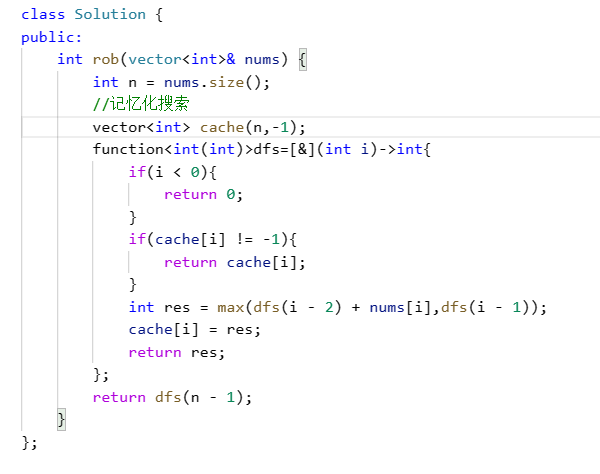 class Solution {
public:
    int rob(vector<int>& nums) {
        int n = nums.size();
        //记忆化搜索
        vector<int> cache(n,-1);
        function<int(int)>dfs=[&](int i)->int{
            if(i < 0){
                return 0;
            }
            if(cache[i] != -1){
                return cache[i];
            }
            int res = max(dfs(i - 2) + nums[i],dfs(i - 1));
            cache[i] = res;
            return res;
        };
        return dfs(n - 1);
    }
};